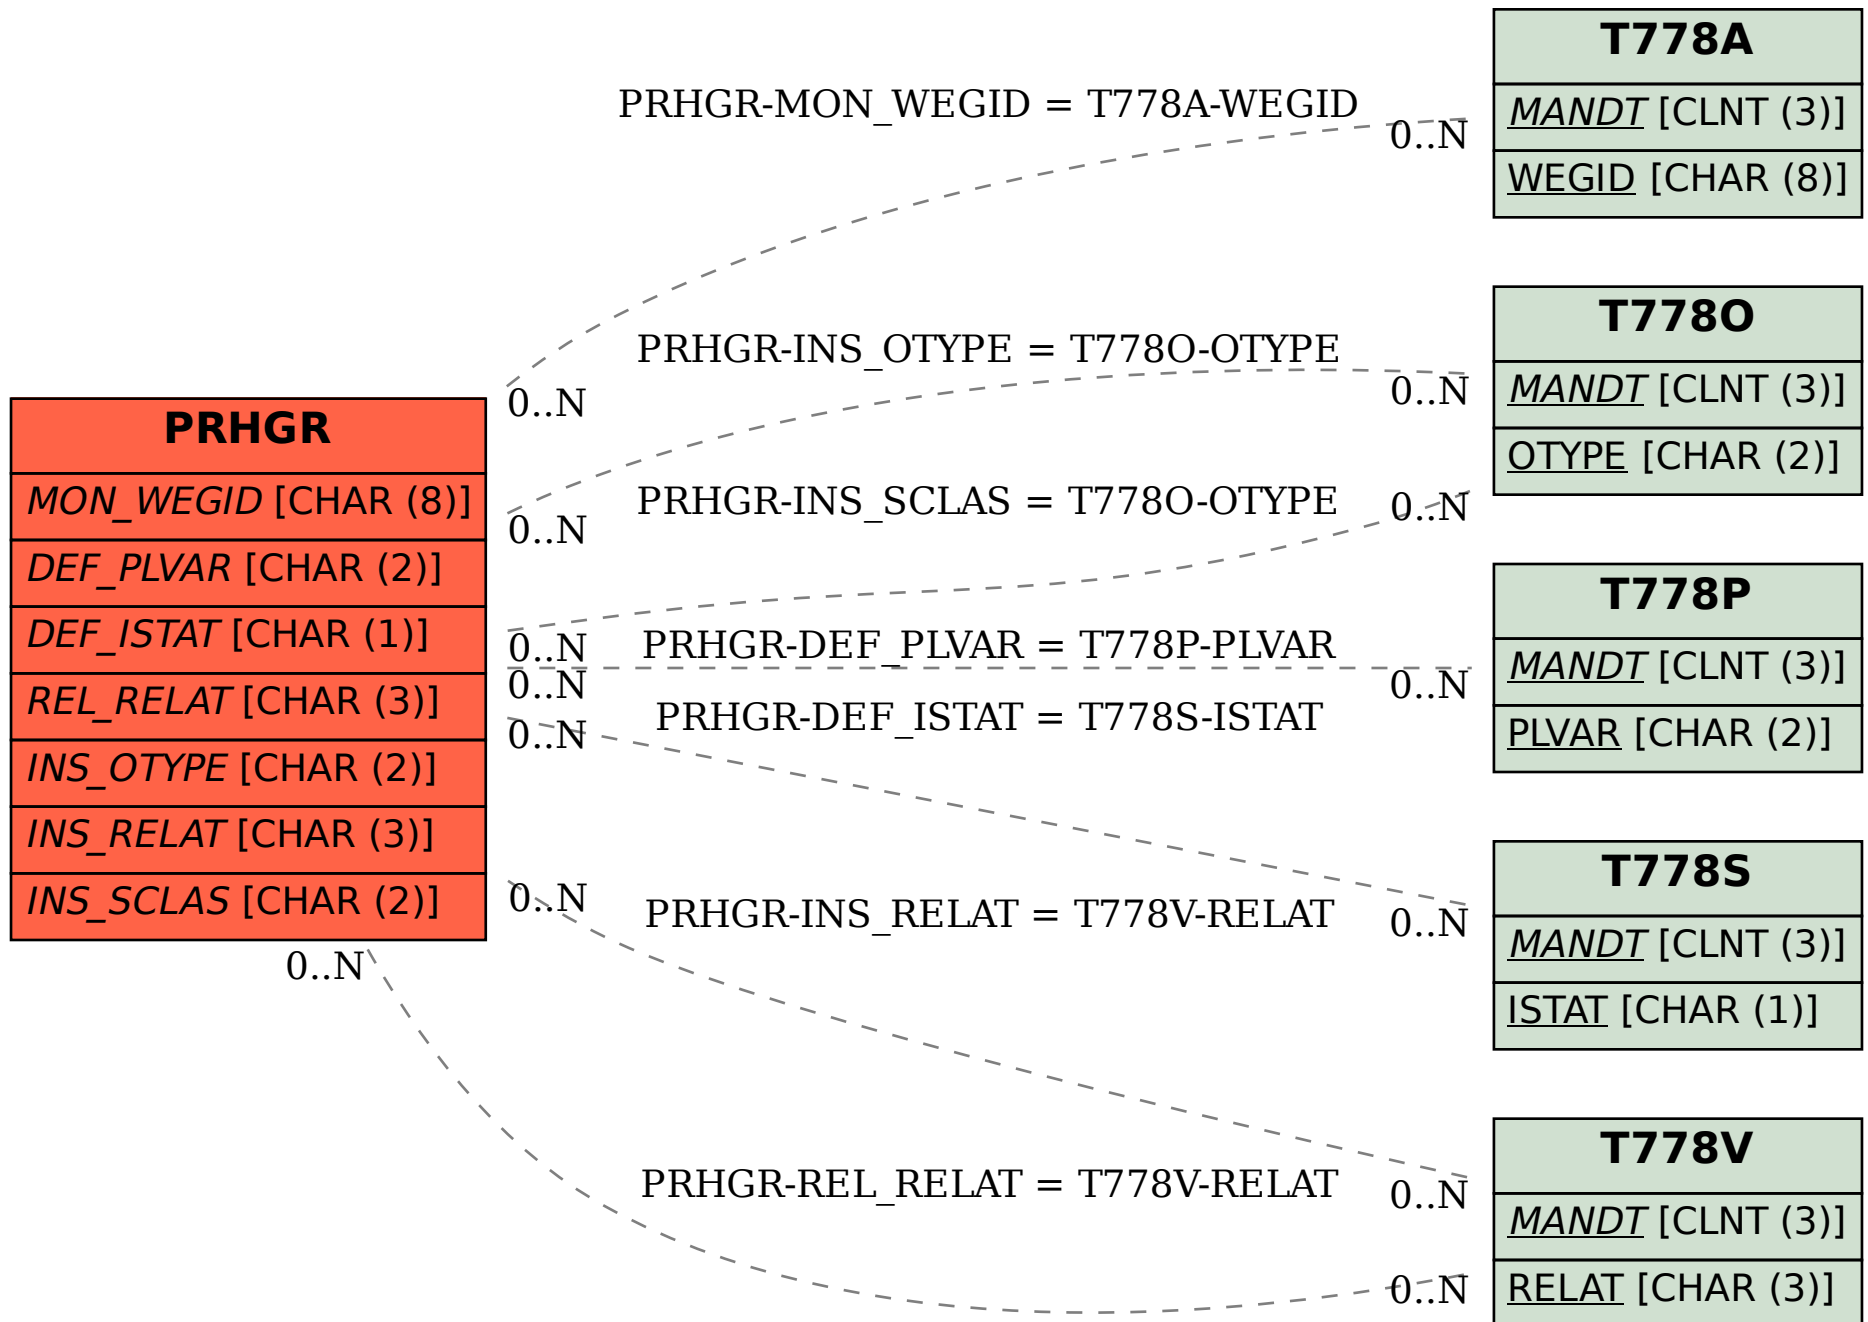 PRHGR
MON_WEGID [CHAR (8)]
DEF_PLVAR [CHAR (2)]
DEF_ISTAT [CHAR (1)]
REL_RELAT [CHAR (3)]
INS_OTYPE [CHAR (2)]
INS_RELAT [CHAR (3)]
INS_SCLAS [CHAR (2)]
PRHGR-MON_WEGID = T778A-WEGID
0..N
0..N
PRHGR-INS_OTYPE = T778O-OTYPE
0..N
0..N
PRHGR-INS_SCLAS = T778O-OTYPE
0..N
0..N
PRHGR-DEF_PLVAR = T778P-PLVAR
0..N
0..N
PRHGR-DEF_ISTAT = T778S-ISTAT
0..N
0..N
PRHGR-INS_RELAT = T778V-RELAT
0..N
0..N
PRHGR-REL_RELAT = T778V-RELAT
0..N
0..N
T778A
MANDT [CLNT (3)]
WEGID [CHAR (8)]
T778O
MANDT [CLNT (3)]
OTYPE [CHAR (2)]
T778P
MANDT [CLNT (3)]
PLVAR [CHAR (2)]
T778S
MANDT [CLNT (3)]
ISTAT [CHAR (1)]
T778V
MANDT [CLNT (3)]
RELAT [CHAR (3)]